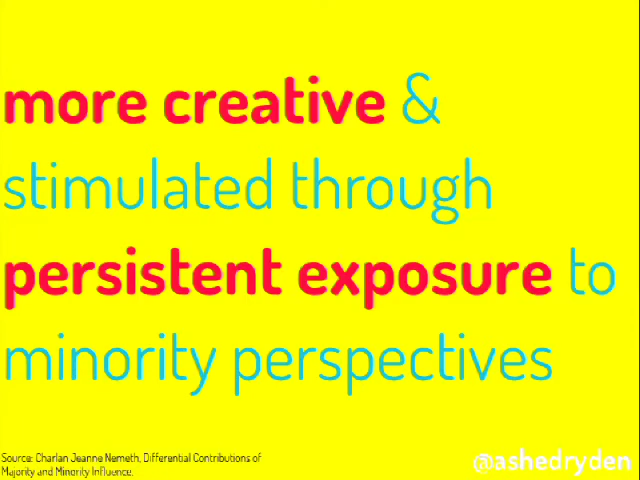 more creative &
stimulated through
persistent exposure to
minority perspectives
Source: Charlan Jeanne Nemeth, Differential Contributions of
Majority and Minority Influence.
@ashedryden